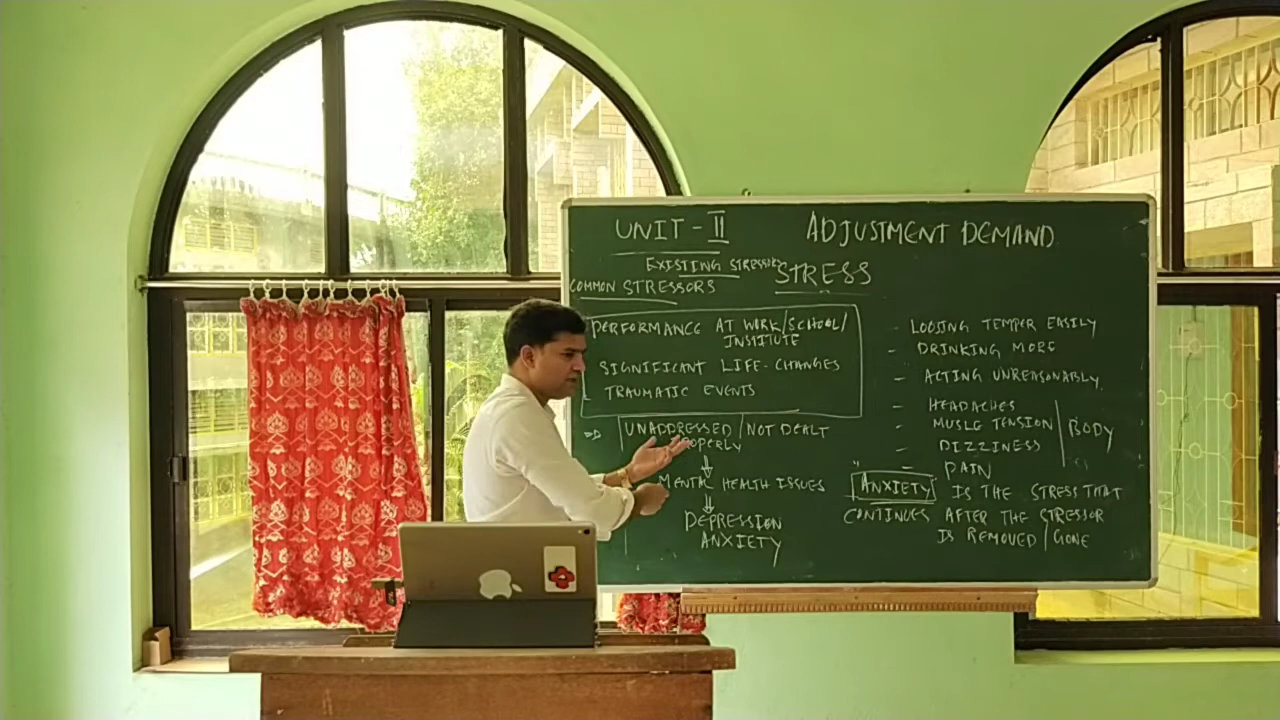 UNIT - II
ADJUSTMENT DEMAND
EXISTING STRESSORS
STRESS
COMMON STRESSORS
PERFORMANCE AT WORK/SCHOOL/
INSTITUTE
SIGNIFICANT LIFE-CHANGES
TRAUMATIC EVENTS
UNADDRESSED / NOT DEALT
MENTAL HEALTH ISSUES
DEPRESSION
ANXIETY
- LOOSING TEMPER EASILY
- DRINKING MORE
- ACTING UNREASONABLY
- HEADACHES
- MUSLE TENSION
- DIZZINESS
- PAIN
BODY
"ANXIETY" IS THE STRESS THAT
CONTINUES AFTER THE STRESSOR
IS REMOVED / GONE